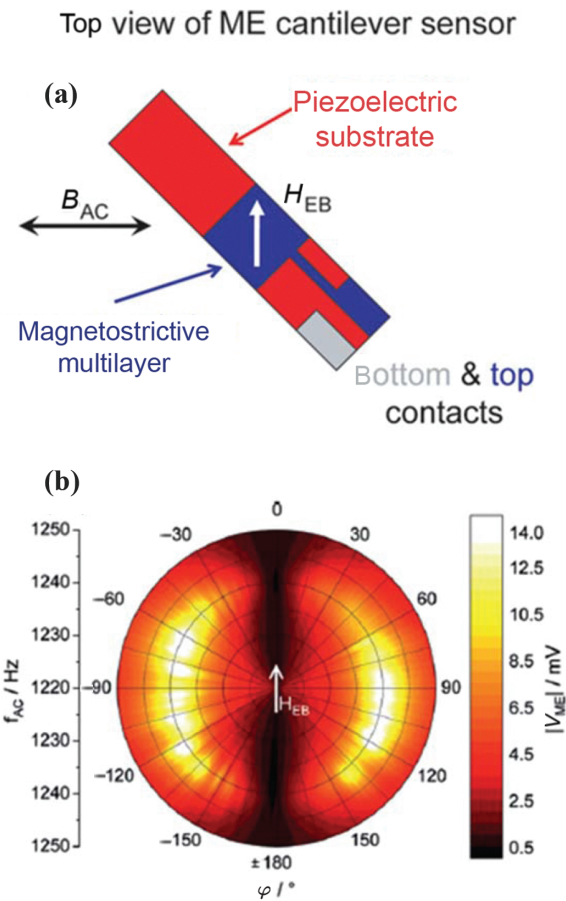 Top view of ME cantilever sensor
(a)
Piezoelectric
substrate
B_AC
H_EB
Magnetostrictive
multilayer
Bottom & top
contacts
(b)
0
−30
30
−60
60
−90
90
−120
120
−150
150
±180
φ / °
1250
1240
1230
1220
1230
1240
1250
f_AC / Hz
H_EB
14.0
12.5
10.5
8.5
6.5
4.5
2.5
0.5
|V_ME| / mV